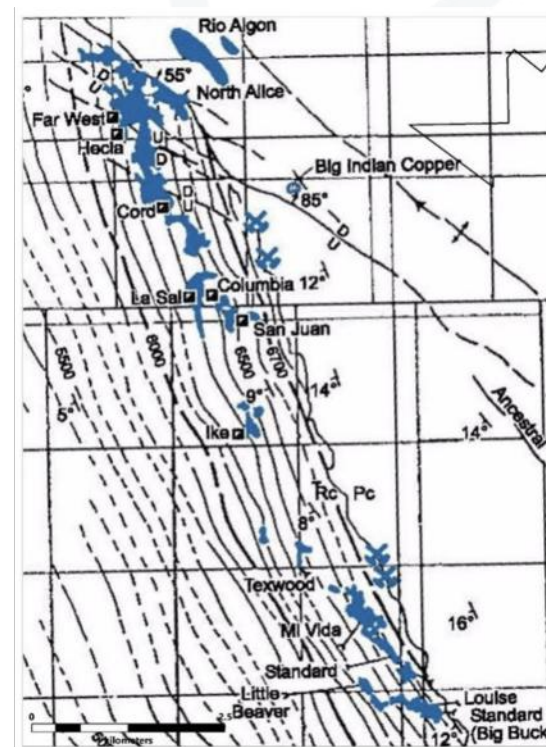 Rio Algon
D
U
55°
North Alice
Far West
Hecla
U
D
Big Indian Copper
85°
D
U
Cord
D
U
Columbia 12°
La Sal
San Juan
5500
6000
6500
6700
14°
9°
5°
Ancestral
14°
Ike
Rc Pc
8°
Texwood
16°
Mi Vida
Standard
Little
Beaver
Louise
Standard
(Big Buck
0
2.5
12°